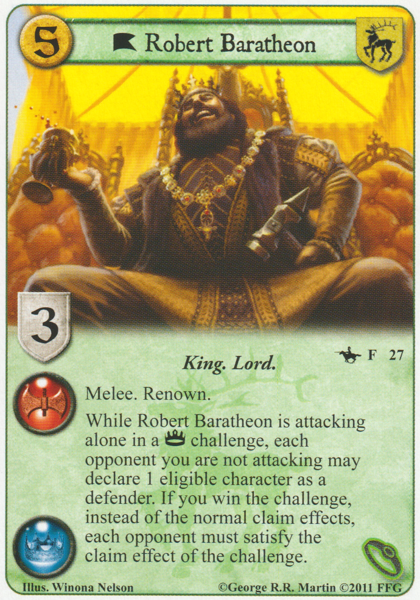 5
Robert Baratheon
3
King. Lord.
F 27
Melee. Renown.
While Robert Baratheon is attacking
alone in a challenge, each
opponent you are not attacking may
declare 1 eligible character as a
defender. If you win the challenge,
instead of the normal claim effects,
each opponent must satisfy the
claim effect of the challenge.
Illus. Winona Nelson ©George R.R. Martin ©2011 FFG